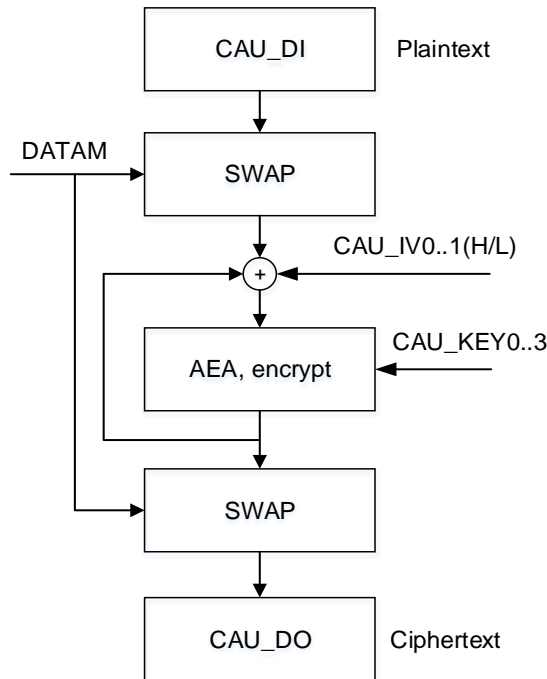 CAU_DI Plaintext
DATAM
SWAP
CAU_IV0..1(H/L)
+
CAU_KEY0..3
AEA, encrypt
SWAP
CAU_DO Ciphertext